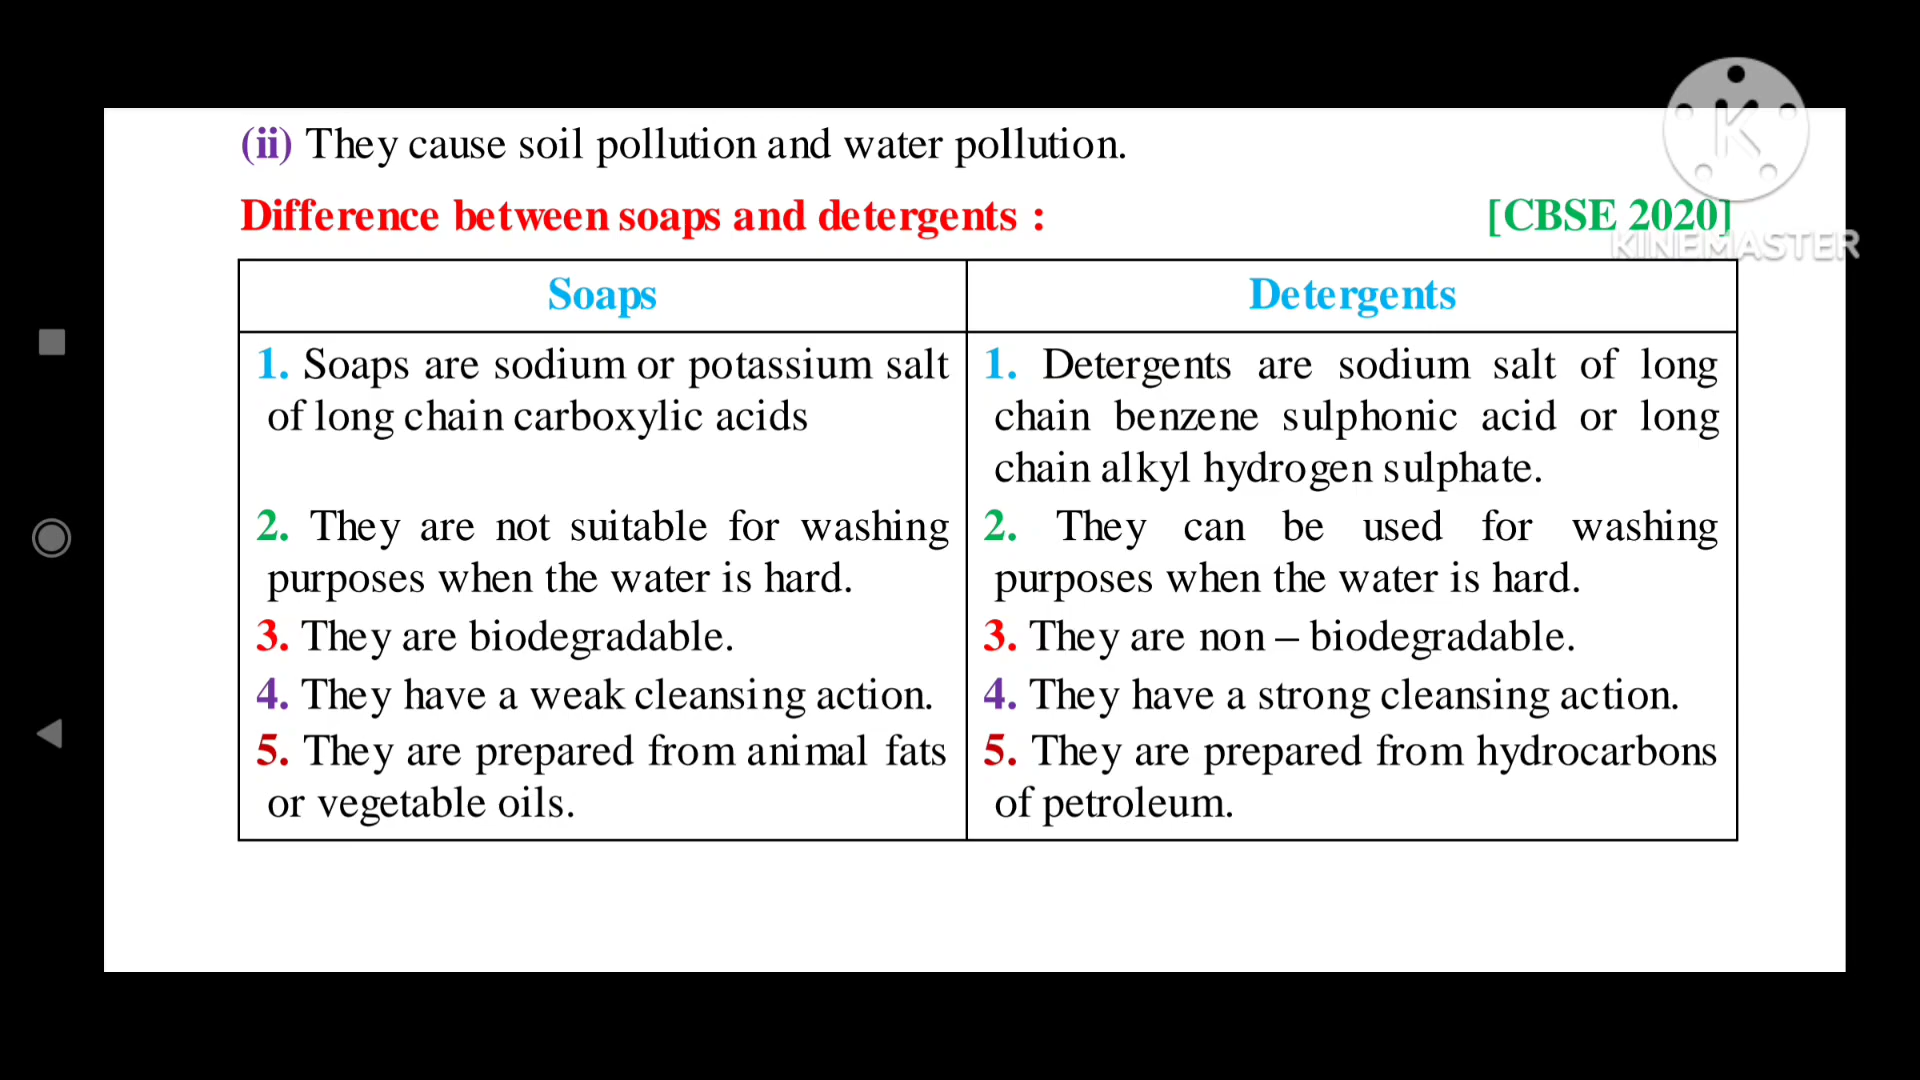 (ii) They cause soil pollution and water pollution.
Difference between soaps and detergents :
[CBSE 2020]
KINEMASTER
Soaps
Detergents
1. Soaps are sodium or potassium salt
of long chain carboxylic acids
2. They are not suitable for washing
purposes when the water is hard.
3. They are biodegradable.
4. They have a weak cleansing action.
5. They are prepared from animal fats
or vegetable oils.
1. Detergents are sodium salt of long
chain benzene sulphonic acid or long
chain alkyl hydrogen sulphate.
2. They can be used for washing
purposes when the water is hard.
3. They are non – biodegradable.
4. They have a strong cleansing action.
5. They are prepared from hydrocarbons
of petroleum.